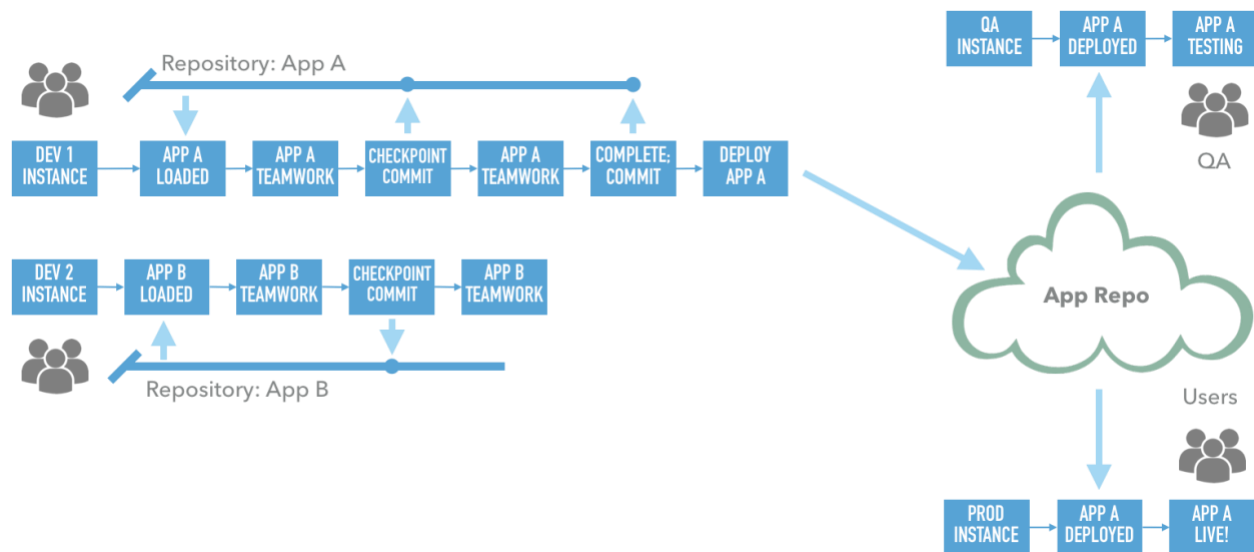 Repository: App A
DEV 1
INSTANCE
APP A
LOADED
APP A
TEAMWORK
CHECKPOINT
COMMIT
APP A
TEAMWORK
COMPLETE;
COMMIT
DEPLOY
APP A
DEV 2
INSTANCE
APP B
LOADED
APP B
TEAMWORK
CHECKPOINT
COMMIT
APP B
TEAMWORK
Repository: App B
QA
INSTANCE
APP A
DEPLOYED
APP A
TESTING
QA
App Repo
Users
PROD
INSTANCE
APP A
DEPLOYED
APP A
LIVE!